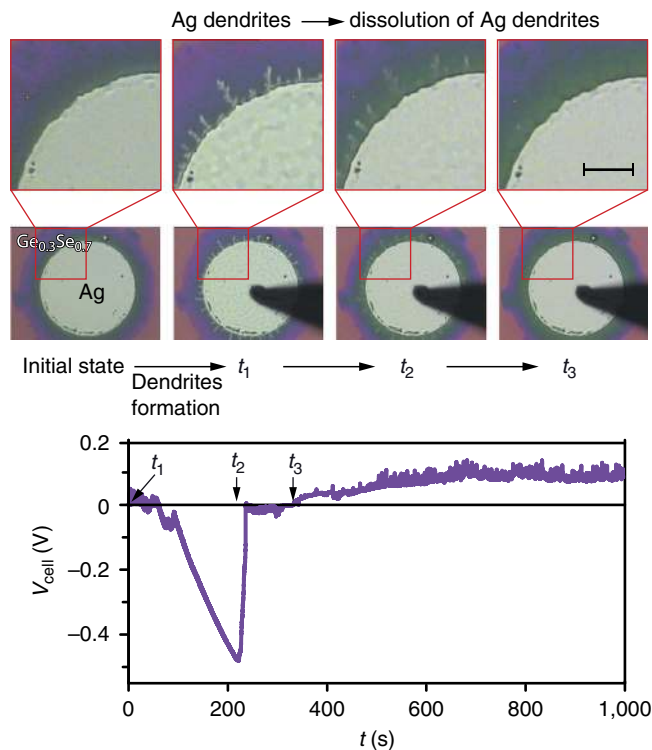 Ag dendrites → dissolution of Ag dendrites
Ge0.3Se0.7
Ag
Initial state → t1 → t2 → t3
Dendrites
formation
0.2
0
−0.2
−0.4
Vcell (V)
t1
t2
t3
0
200
400
600
800
1,000
t (s)